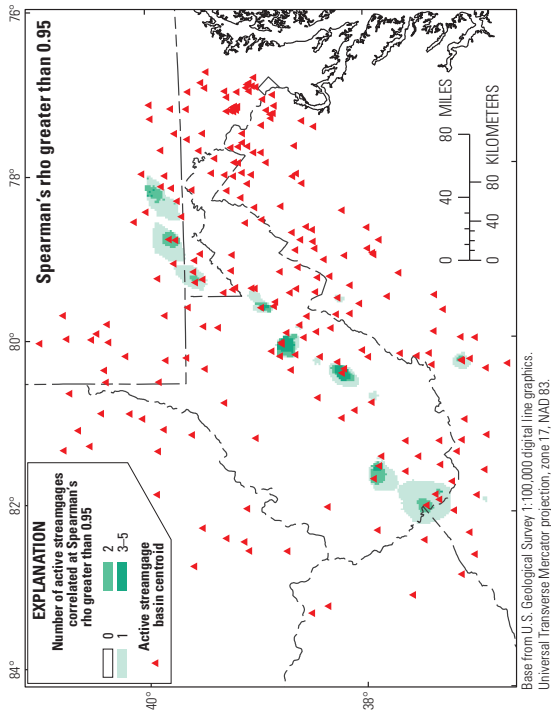 Spearman's rho greater than 0.95
EXPLANATION
Number of active streamgages
correlated at Spearman's
rho greater than 0.95
0
1
2
3–5
Active streamgage
basin centroid
84°
82°
80°
78°
76°
40°
38°
0 40 80 MILES
0 40 80 KILOMETERS
Base from U.S. Geological Survey 1:100,000 digital line graphics.
Universal Transverse Mercator projection, zone 17, NAD 83.